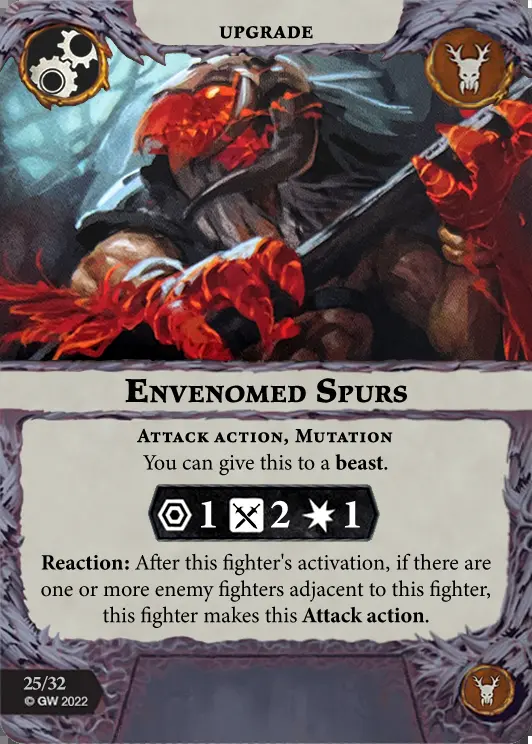 UPGRADE
ENVENOMED SPURS
ATTACK ACTION, MUTATION
You can give this to a beast.
1 2 1
Reaction: After this fighter's activation, if there are
one or more enemy fighters adjacent to this fighter,
this fighter makes this Attack action.
25/32
© GW 2022